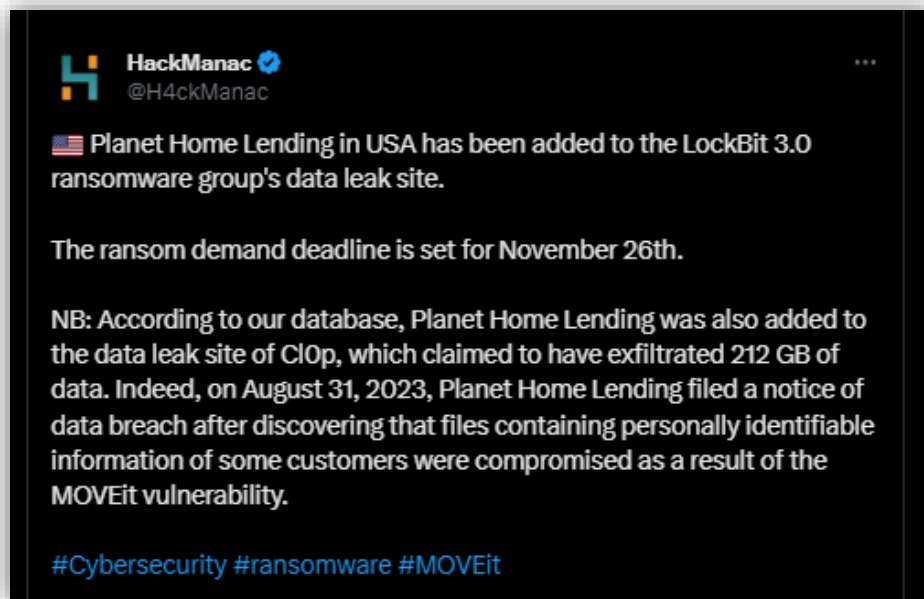 HackManac
@H4ckManac
🇺🇸 Planet Home Lending in USA has been added to the LockBit 3.0
ransomware group's data leak site.
The ransom demand deadline is set for November 26th.
NB: According to our database, Planet Home Lending was also added to
the data leak site of Cl0p, which claimed to have exfiltrated 212 GB of
data. Indeed, on August 31, 2023, Planet Home Lending filed a notice of
data breach after discovering that files containing personally identifiable
information of some customers were compromised as a result of the
MOVEit vulnerability.
#Cybersecurity #ransomware #MOVEit